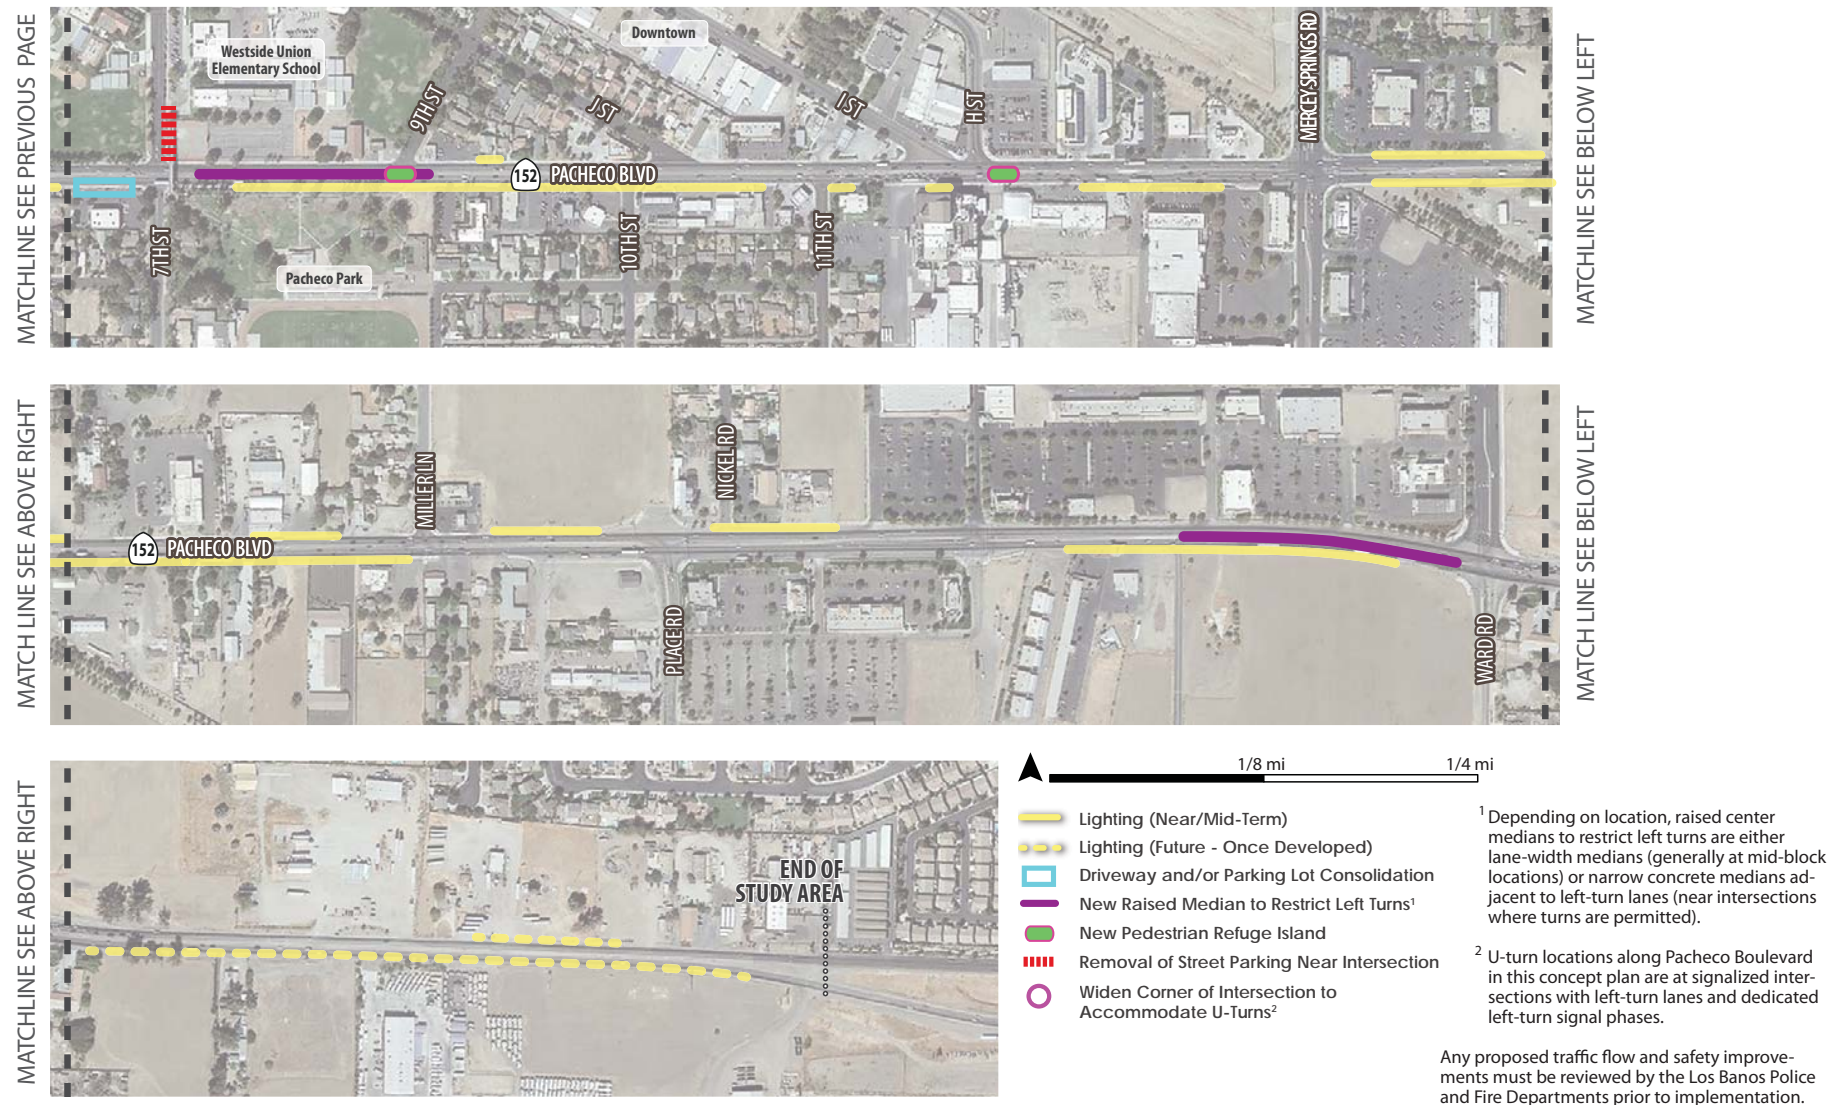 MATCHLINE SEE PREVIOUS PAGE
Westside Union
Elementary School
Downtown
9TH ST
J ST
I ST
H ST
MERCEY SPRINGS RD
152 PACHECO BLVD
7TH ST
10TH ST
11TH ST
Pacheco Park
MATCHLINE SEE BELOW LEFT
MATCH LINE SEE ABOVE RIGHT
MILLER LN
NICKEL RD
152 PACHECO BLVD
PLACE RD
WARD RD
MATCH LINE SEE BELOW LEFT
MATCHLINE SEE ABOVE RIGHT
END OF
STUDY AREA
1/8 mi 1/4 mi
Lighting (Near/Mid-Term)
Lighting (Future - Once Developed)
Driveway and/or Parking Lot Consolidation
New Raised Median to Restrict Left Turns¹
New Pedestrian Refuge Island
Removal of Street Parking Near Intersection
Widen Corner of Intersection to
Accommodate U-Turns²
¹ Depending on location, raised center
medians to restrict left turns are either
lane-width medians (generally at mid-block
locations) or narrow concrete medians ad-
jacent to left-turn lanes (near intersections
where turns are permitted).
² U-turn locations along Pacheco Boulevard
in this concept plan are at signalized inter-
sections with left-turn lanes and dedicated
left-turn signal phases.
Any proposed traffic flow and safety improve-
ments must be reviewed by the Los Banos Police
and Fire Departments prior to implementation.